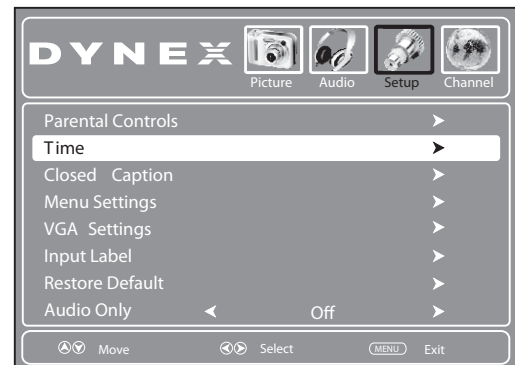 DYNEX
Picture Audio Setup Channel
Parental Controls
Time
Closed Caption
Menu Settings
VGA Settings
Input Label
Restore Default
Audio Only Off
Move Select MENU Exit